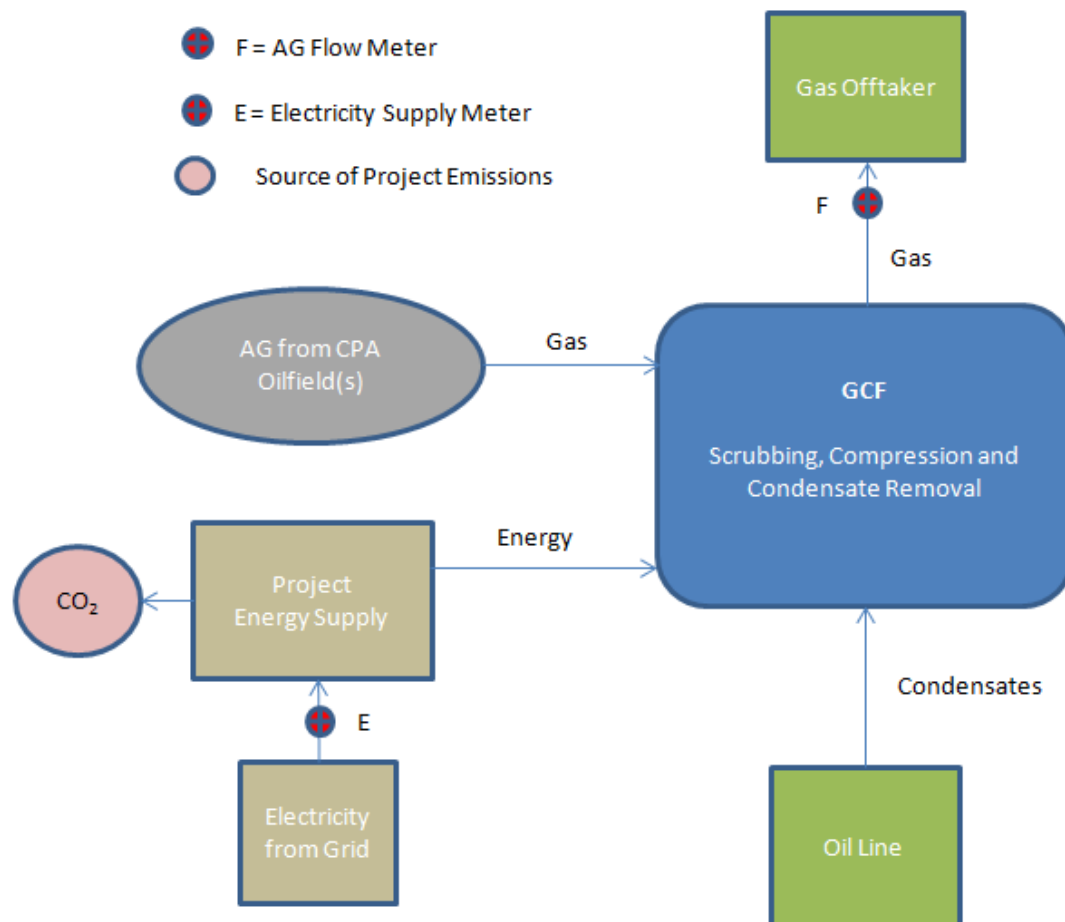 F = AG Flow Meter
E = Electricity Supply Meter
Source of Project Emissions
Gas Offtaker
F
Gas
AG from CPA
Oilfield(s)
Gas
GCF
Scrubbing, Compression and
Condensate Removal
CO₂
Project
Energy Supply
Energy
E
Condensates
Electricity
from Grid
Oil Line